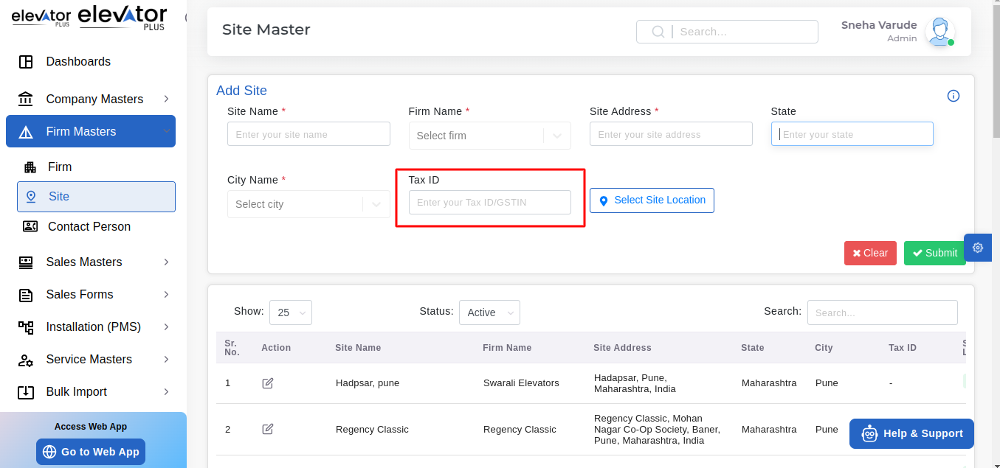 elevator
PLUS
elevator
PLUS
Dashboards
Company Masters
Firm Masters
Firm
Site
Contact Person
Sales Masters
Sales Forms
Installation (PMS)
Service Masters
Bulk Import
Access Web App
Go to Web App
Site Master
Search...
Sneha Varude
Admin
Add Site
Site Name *
Firm Name *
Site Address *
State
Enter your site name
Select firm
Enter your site address
Enter your state
City Name *
Tax ID
Select city
Enter your Tax ID/GSTIN
Select Site Location
Clear
Submit
Show: 25
Status: Active
Search: Search...
Sr. No. Action Site Name Firm Name Site Address State City Tax ID
1 Hadpsar, pune Swarali Elevators Hadapsar, Pune, Maharashtra, India Maharashtra Pune -
2 Regency Classic Regency Classic Regency Classic, Mohan Nagar Co-Op Society, Baner, Pune, Maharashtra, India Maharashtra Pune
Help & Support